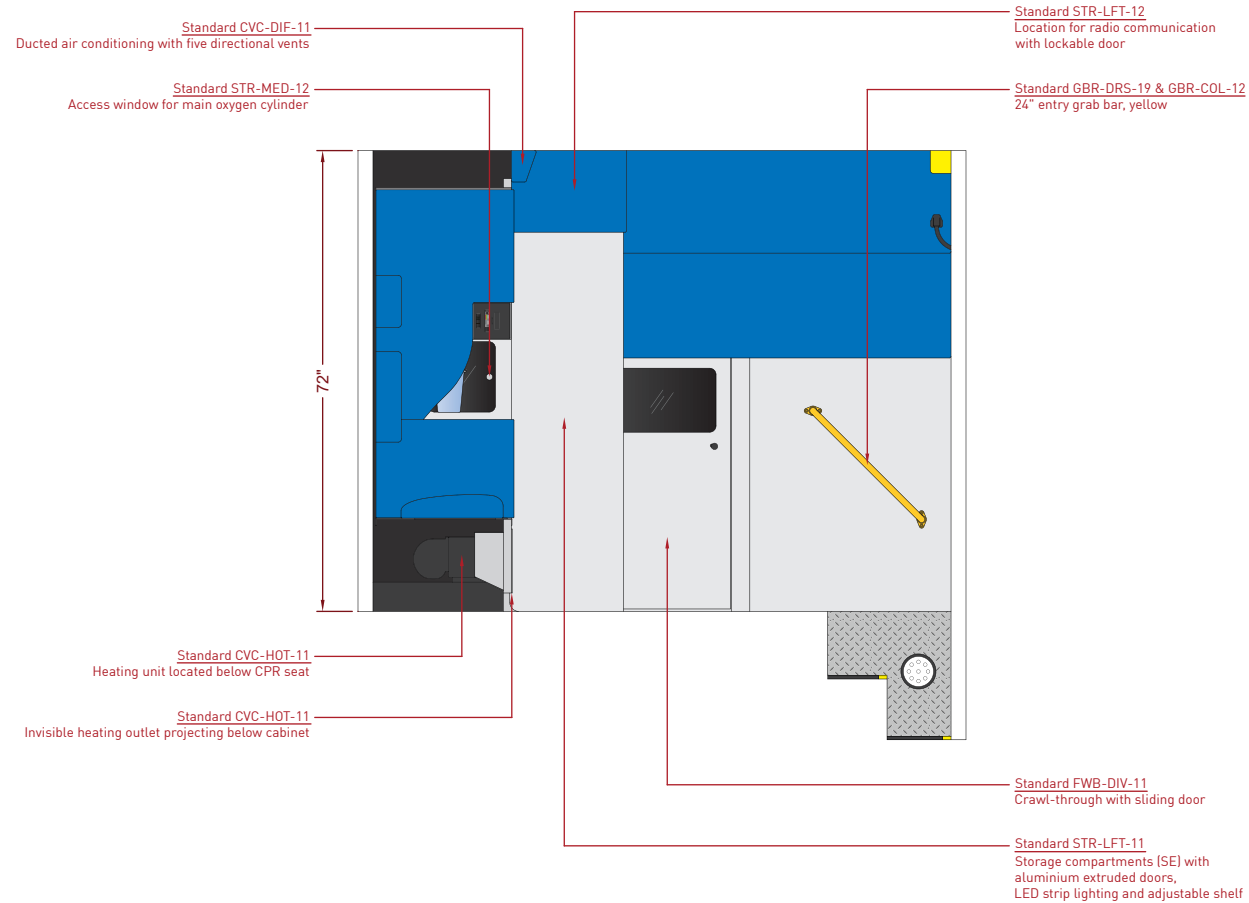 Standard CVC-DIF-11
Ducted air conditioning with five directional vents
Standard STR-MED-12
Access window for main oxygen cylinder
Standard STR-LFT-12
Location for radio communication
with lockable door
Standard GBR-DRS-19 & GBR-COL-12
24" entry grab bar, yellow
72"
Standard CVC-HOT-11
Heating unit located below CPR seat
Standard CVC-HOT-11
Invisible heating outlet projecting below cabinet
Standard FWB-DIV-11
Crawl-through with sliding door
Standard STR-LFT-11
Storage compartments (SE) with
aluminium extruded doors,
LED strip lighting and adjustable shelf